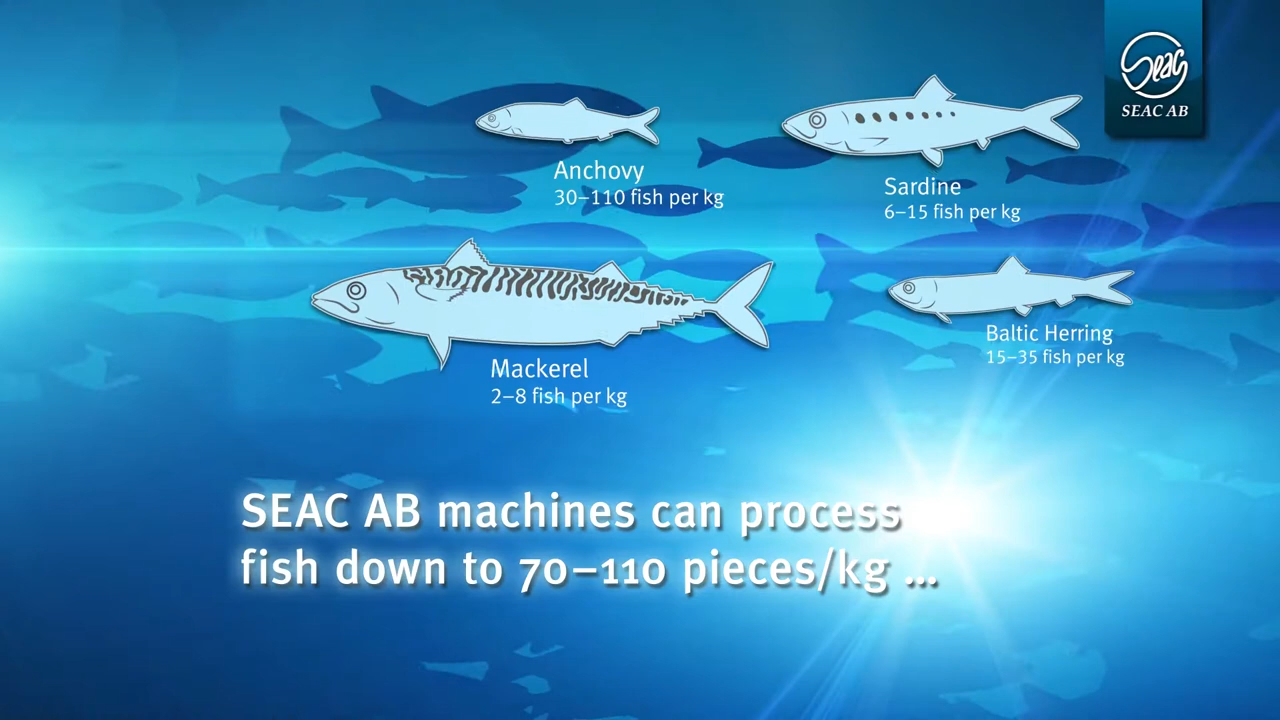 Seac
SEAC AB
Anchovy
30–110 fish per kg
Sardine
6–15 fish per kg
Mackerel
2–8 fish per kg
Baltic Herring
15–35 fish per kg
SEAC AB machines can process
fish down to 70–110 pieces/kg ...